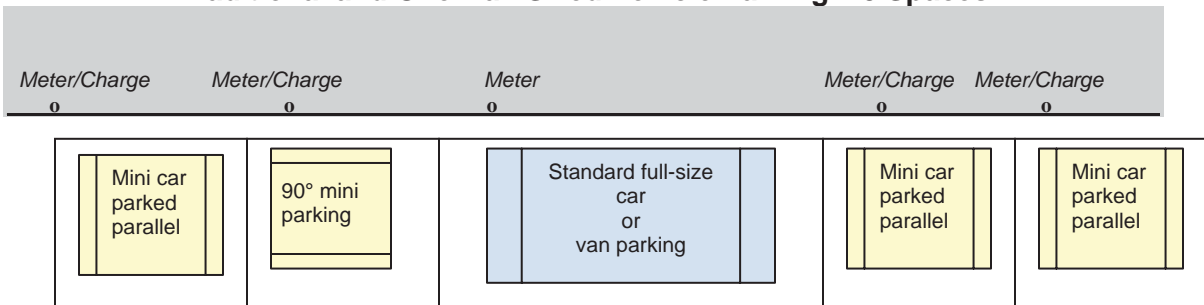 Meter/Charge Meter/Charge Meter Meter/Charge Meter/Charge
o o o o o
Mini car
parked
parallel
90° mini
parking
Standard full-size
car
or
van parking
Mini car
parked
parallel
Mini car
parked
parallel